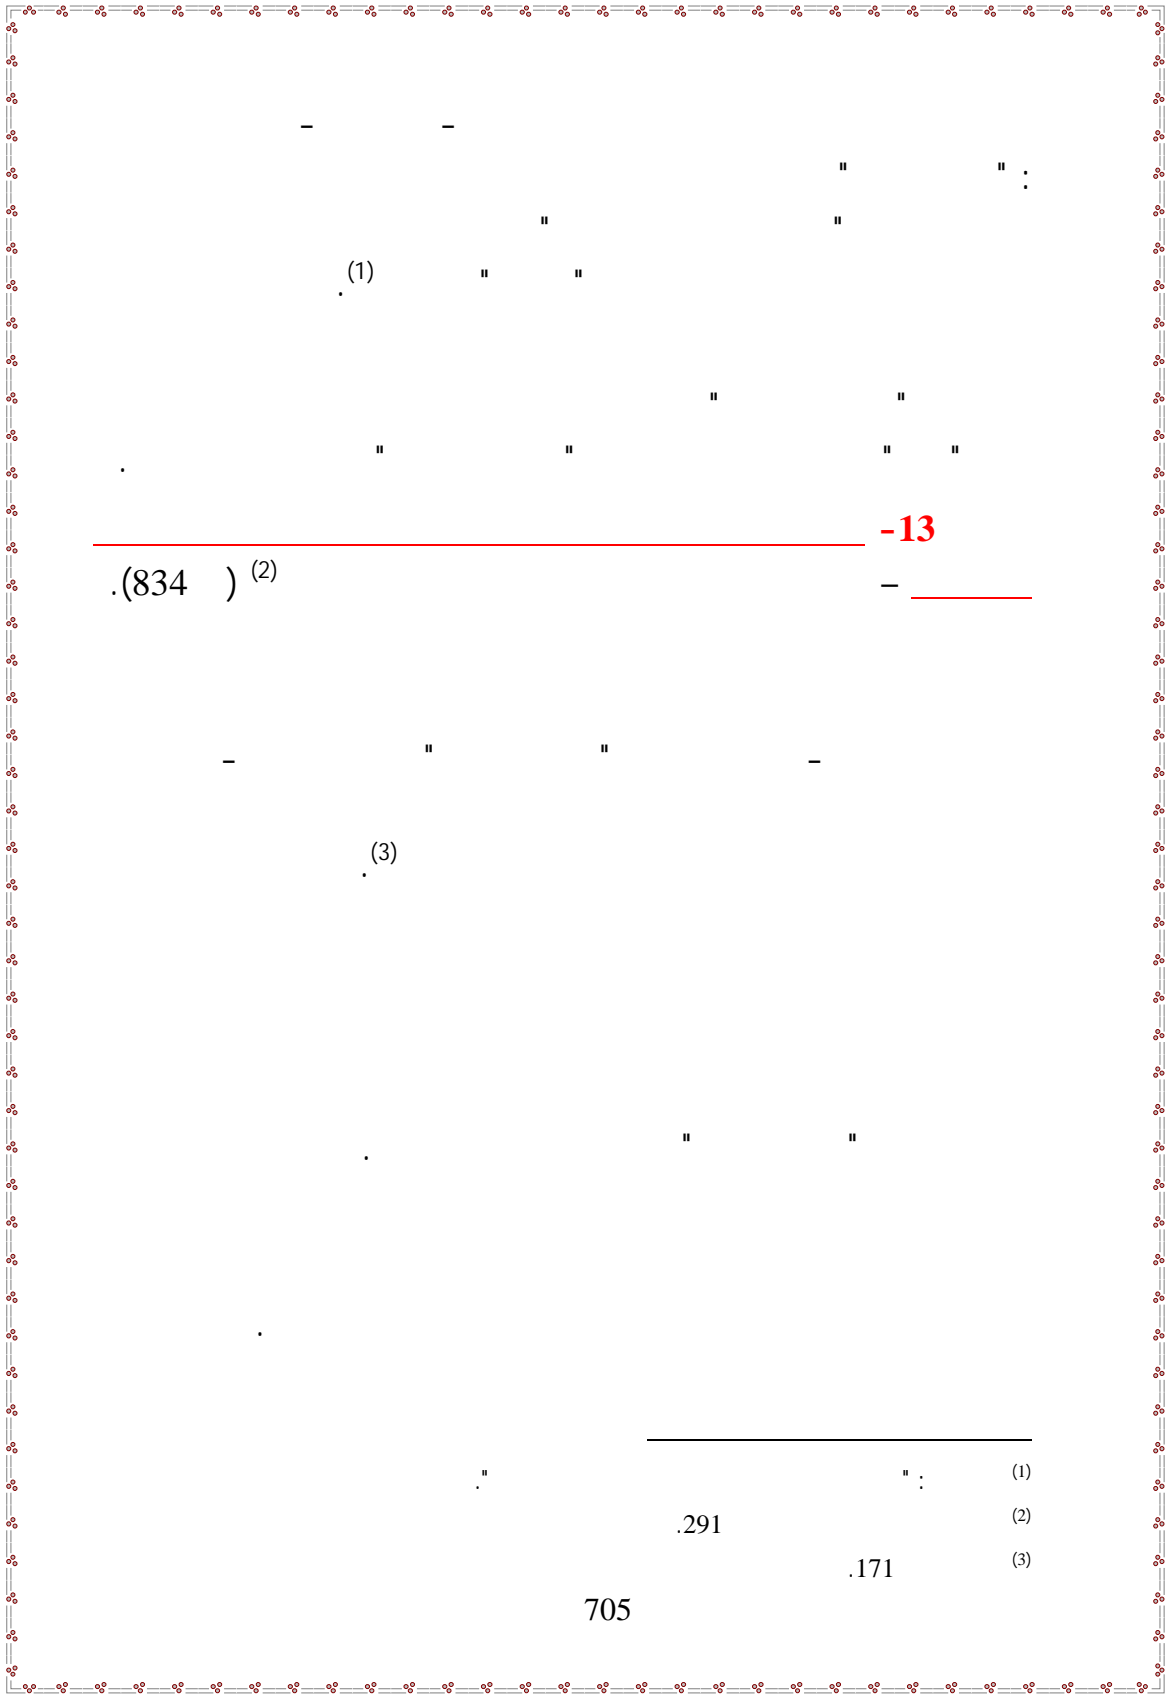 – –
: " "
" "
" " (1).
" "
" " " " .
13-
– (2) (834 ).
– " " –
(3).
" " .
.
(1) : " ".
(2) 291.
(3) 171.
705